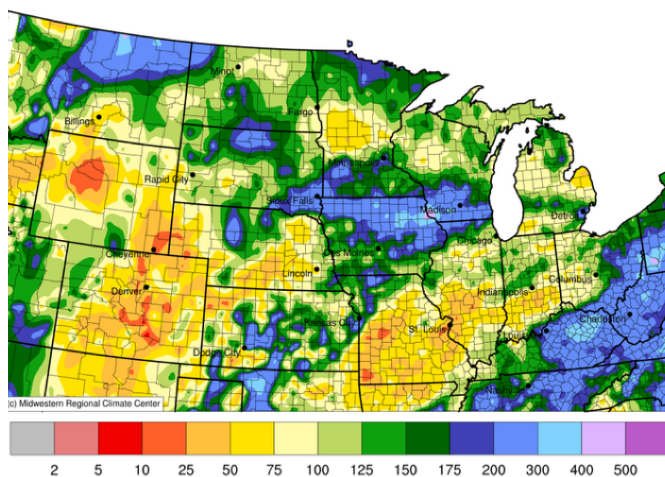 Minot
Fargo
Billings
Rapid City
Sioux Falls
Madison
Detroit
Chicago
Cheyenne
Des Moines
Lincoln
Denver
Columbus
Indianapolis
Kansas City
St. Louis
Charleston
Dodge City
(c) Midwestern Regional Climate Center
2 5 10 25 50 75 100 125 150 175 200 300 400 500